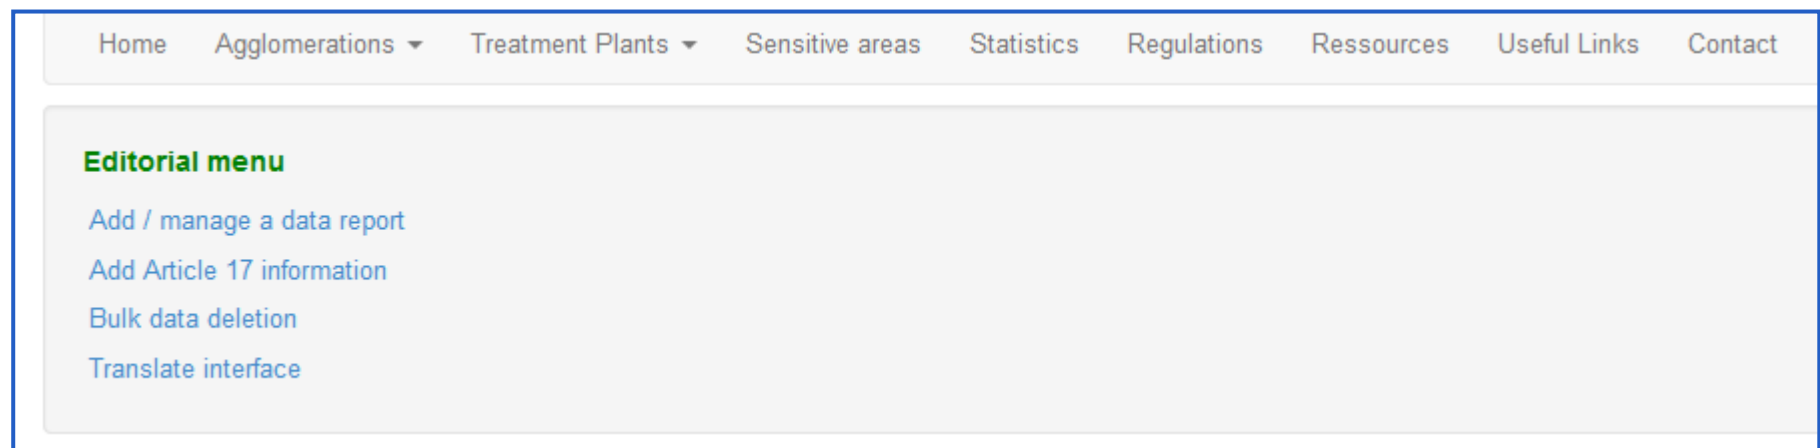 Home Agglomerations Treatment Plants Sensitive areas Statistics Regulations Ressources Useful Links Contact
Editorial menu
Add / manage a data report
Add Article 17 information
Bulk data deletion
Translate interface